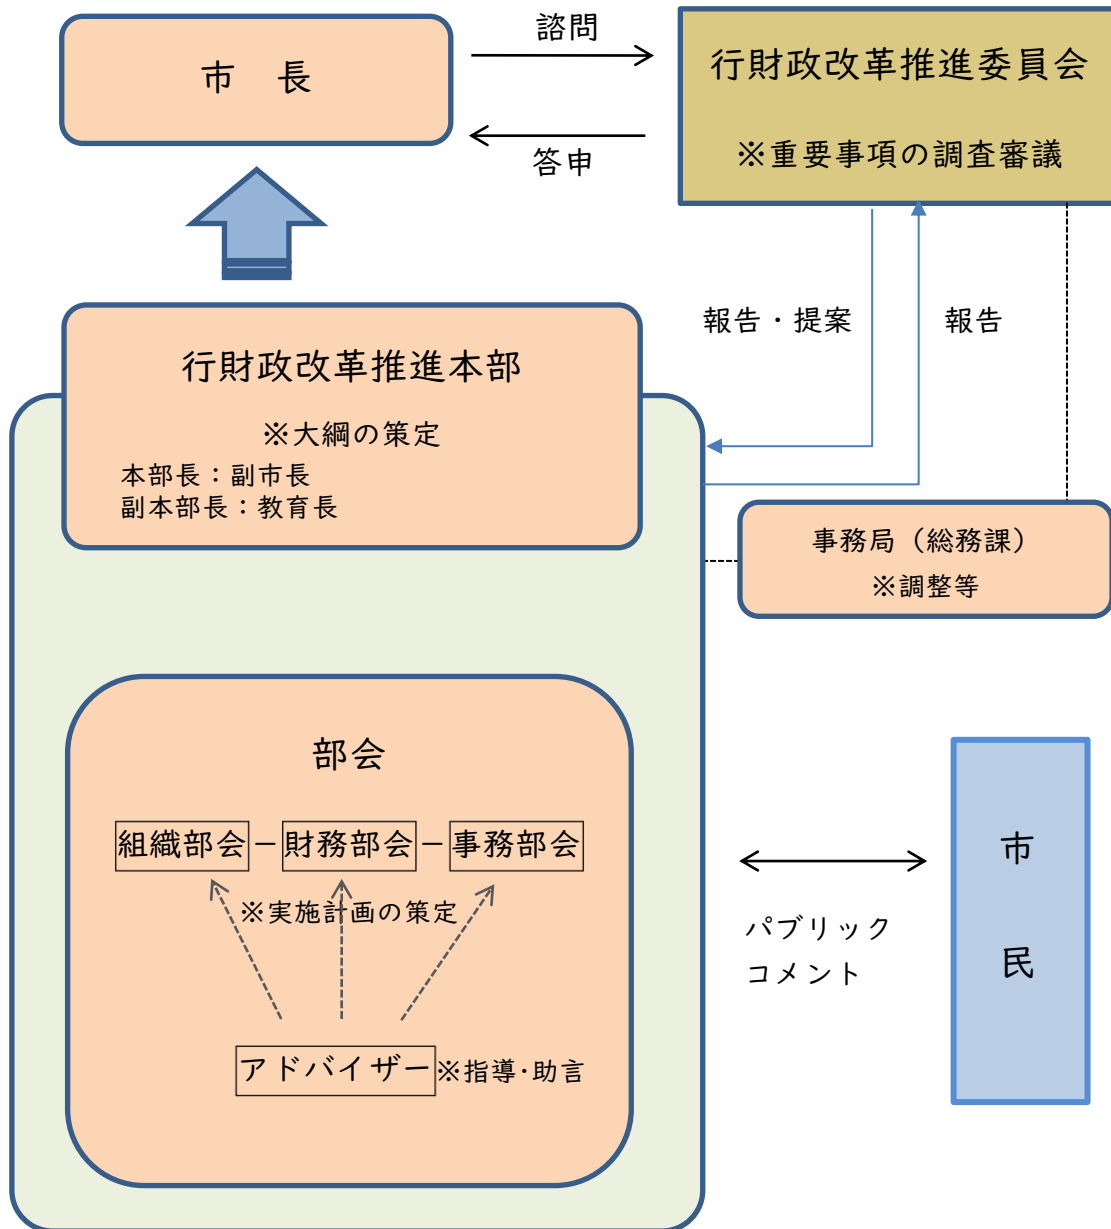 諮問
市　長
行財政改革推進委員会
※重要事項の調査審議
答申
報告・提案
報告
行財政改革推進本部
※大綱の策定
本部長：副市長
副本部長：教育長
事務局（総務課）
※調整等
部会
組織部会－財務部会－事務部会
※実施計画の策定
アドバイザー※指導・助言
パブリック
コメント
市
民